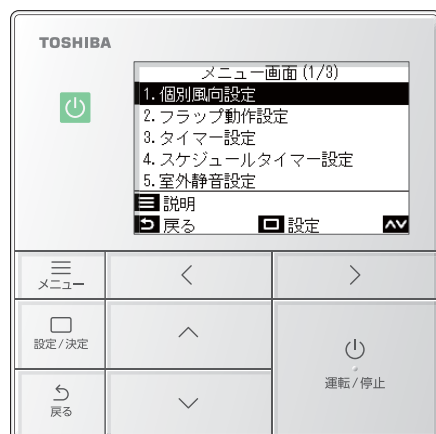 TOSHIBA
メニュー画面(1/3)
1.個別風向設定
2.フラップ動作設定
3.タイマー設定
4.スケジュールタイマー設定
5.室外静音設定
説明
戻る 設定
メニュー
設定/決定
運転/停止
戻る